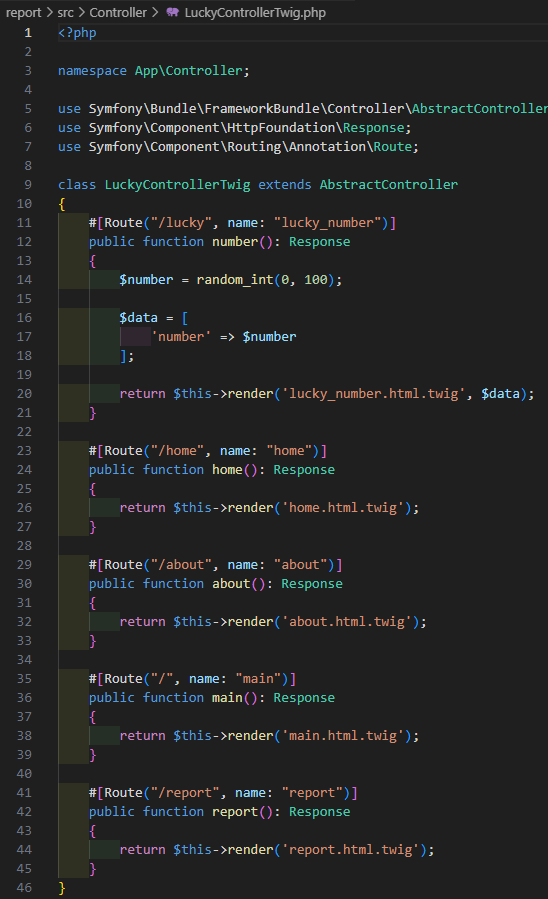 report > src > Controller > LuckyControllerTwig.php
1 <?php
2
3 namespace App\Controller;
4
5 use Symfony\Bundle\FrameworkBundle\Controller\AbstractController
6 use Symfony\Component\HttpFoundation\Response;
7 use Symfony\Component\Routing\Annotation\Route;
8
9 class LuckyControllerTwig extends AbstractController
10 {
11     #[Route("/lucky", name: "lucky_number")]
12     public function number(): Response
13     {
14         $number = random_int(0, 100);
15
16         $data = [
17             'number' => $number
18         ];
19
20         return $this->render('lucky_number.html.twig', $data);
21     }
22
23     #[Route("/home", name: "home")]
24     public function home(): Response
25     {
26         return $this->render('home.html.twig');
27     }
28
29     #[Route("/about", name: "about")]
30     public function about(): Response
31     {
32         return $this->render('about.html.twig');
33     }
34
35     #[Route("/", name: "main")]
36     public function main(): Response
37     {
38         return $this->render('main.html.twig');
39     }
40
41     #[Route("/report", name: "report")]
42     public function report(): Response
43     {
44         return $this->render('report.html.twig');
45     }
46 }